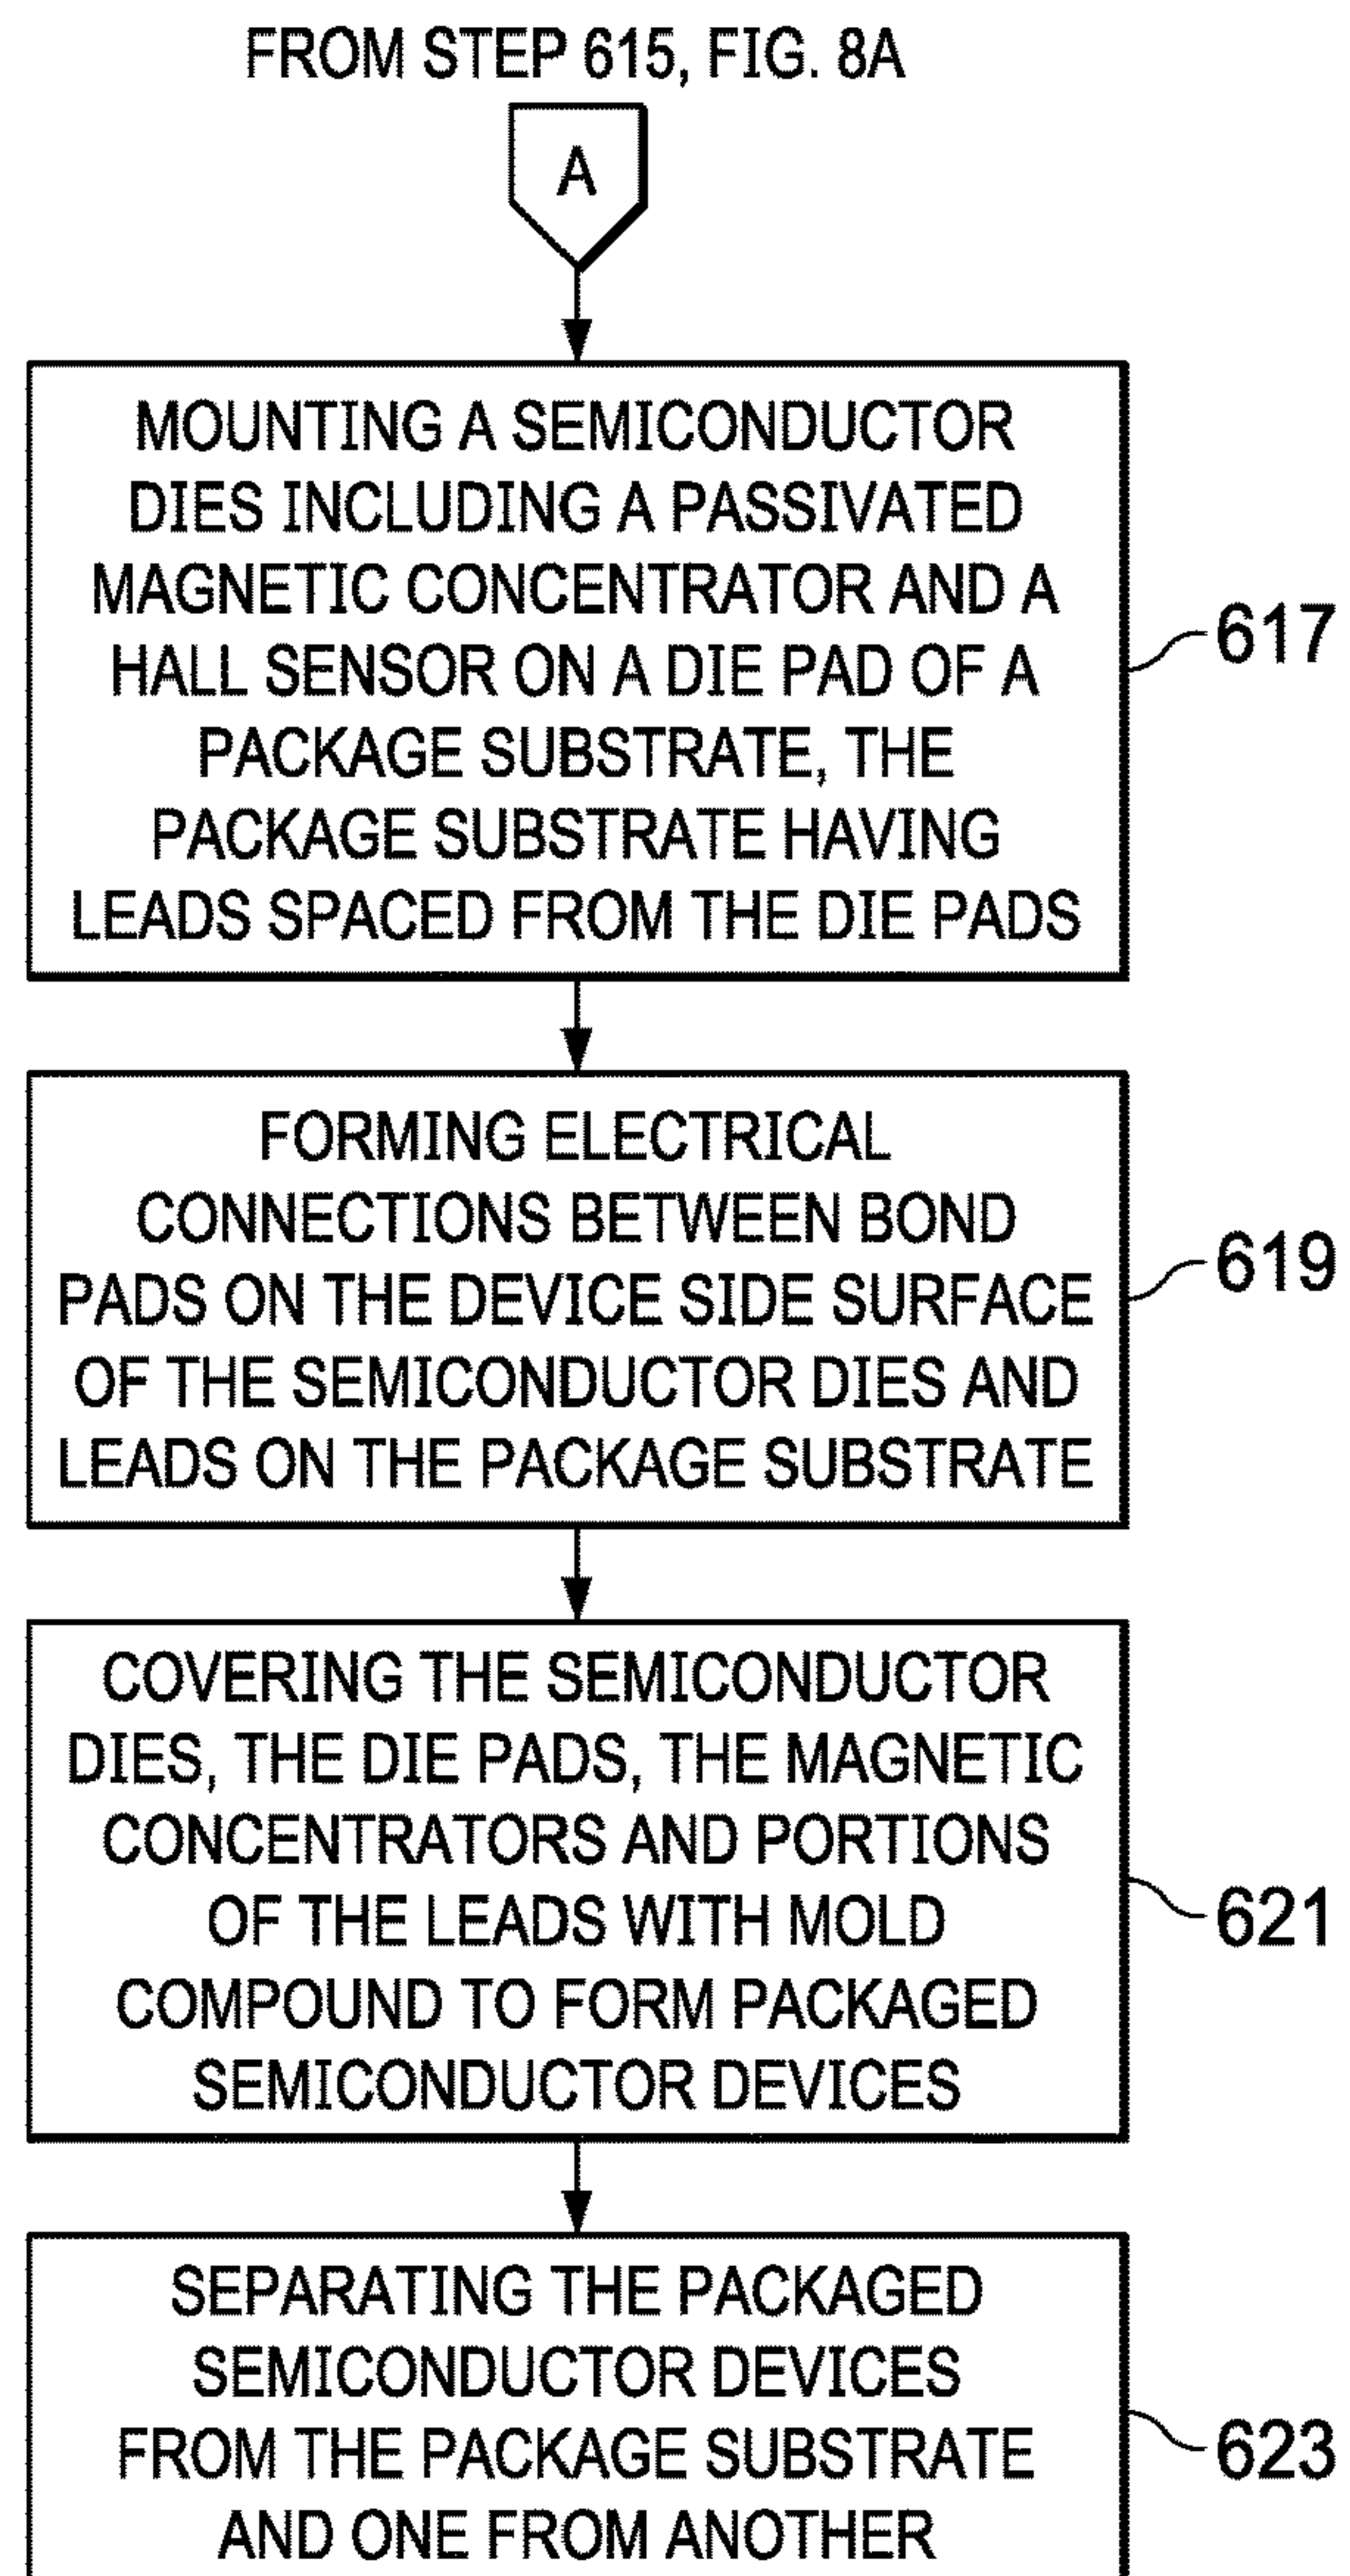 FROM STEP 615, FIG. 8A
A
MOUNTING A SEMICONDUCTOR
DIES INCLUDING A PASSIVATED
MAGNETIC CONCENTRATOR AND A
HALL SENSOR ON A DIE PAD OF A
PACKAGE SUBSTRATE, THE
PACKAGE SUBSTRATE HAVING
LEADS SPACED FROM THE DIE PADS
617
FORMING ELECTRICAL
CONNECTIONS BETWEEN BOND
PADS ON THE DEVICE SIDE SURFACE
OF THE SEMICONDUCTOR DIES AND
LEADS ON THE PACKAGE SUBSTRATE
619
COVERING THE SEMICONDUCTOR
DIES, THE DIE PADS, THE MAGNETIC
CONCENTRATORS AND PORTIONS
OF THE LEADS WITH MOLD
COMPOUND TO FORM PACKAGED
SEMICONDUCTOR DEVICES
621
SEPARATING THE PACKAGED
SEMICONDUCTOR DEVICES
FROM THE PACKAGE SUBSTRATE
AND ONE FROM ANOTHER
623